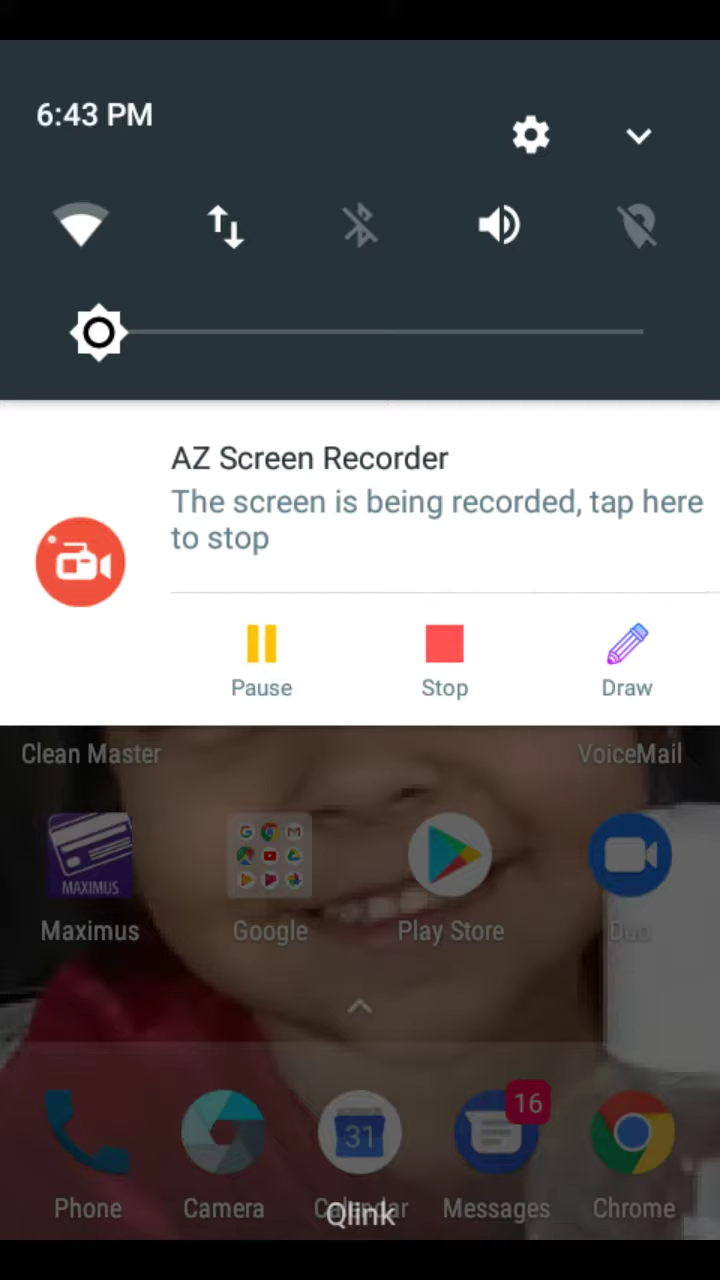 6:43 PM
AZ Screen Recorder
The screen is being recorded, tap here
to stop
Pause Stop Draw
Clean Master VoiceMail
MAXIMUS
Maximus Google Play Store Duo
31 16
Phone Camera Calendar Messages Chrome
Qlink